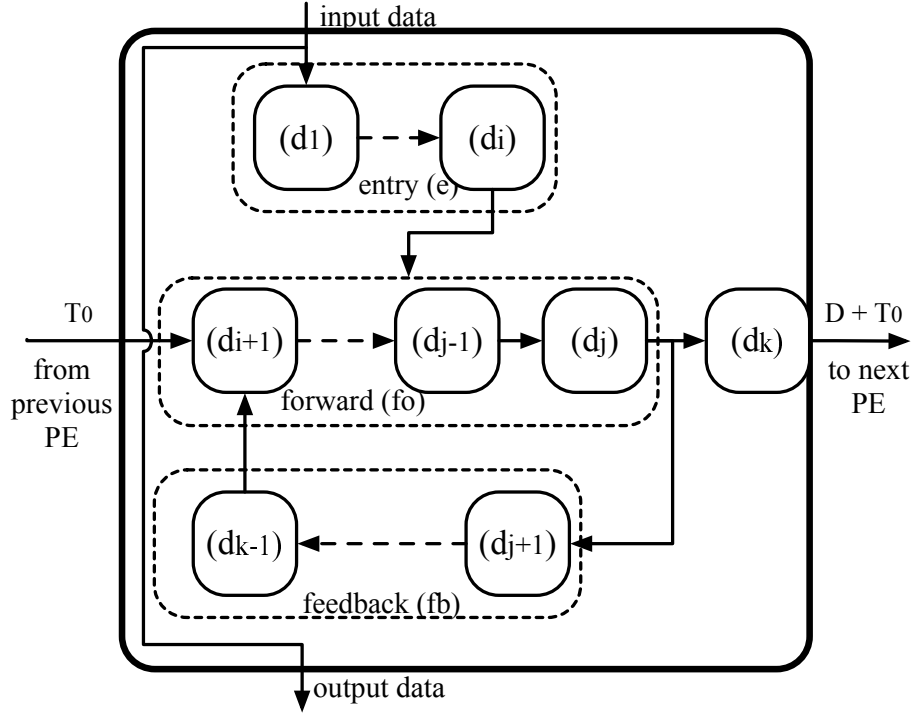 input data
(d1)
(di)
entry (e)
T0
from
previous
PE
(di+1)
(dj-1)
(dj)
(dk)
forward (fo)
D + T0
to next
PE
(dk-1)
(dj+1)
feedback (fb)
output data